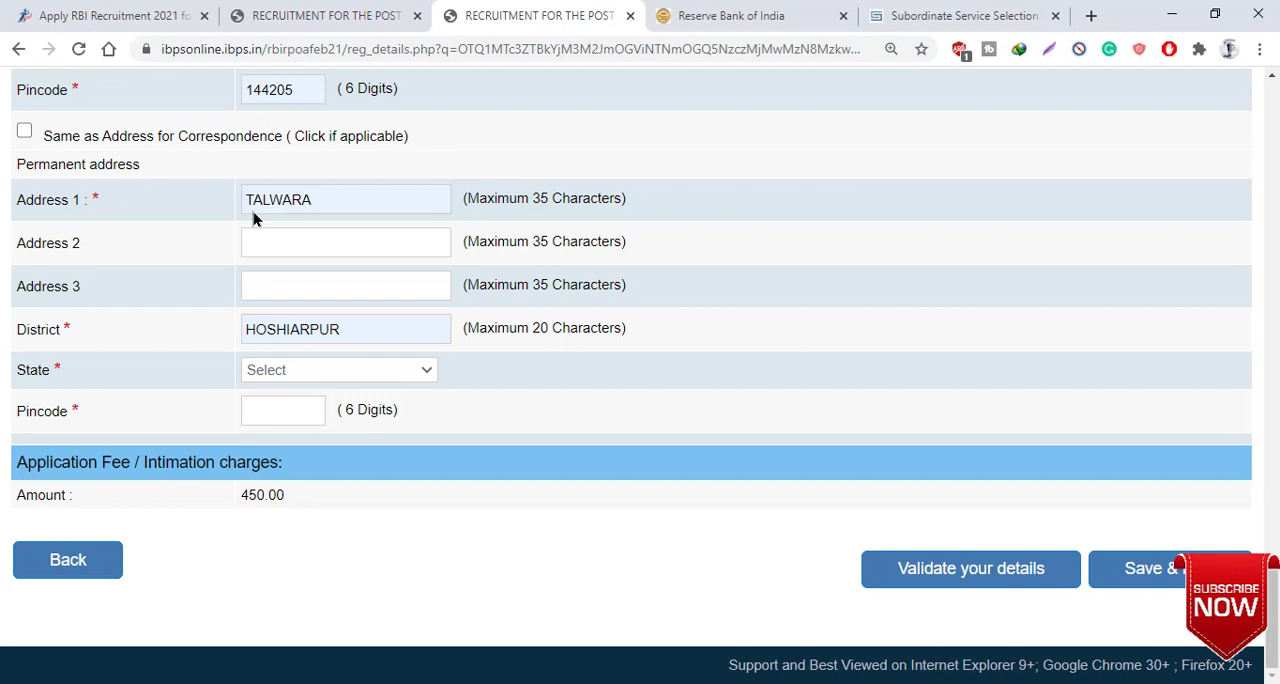 Apply RBI Recruitment 2021 fo
RECRUITMENT FOR THE POST
RECRUITMENT FOR THE POST
Reserve Bank of India
Subordinate Service Selection
ibpsonline.ibps.in/rbirpoafeb21/reg_details.php?q=OTQ1MTc3ZTBkYjM3M2JmOGViNTNmOGQ5NzczMjMwMzN8Mzkw...
Pincode * 144205 ( 6 Digits)
Same as Address for Correspondence ( Click if applicable)
Permanent address
Address 1 : * TALWARA (Maximum 35 Characters)
Address 2 (Maximum 35 Characters)
Address 3 (Maximum 35 Characters)
District * HOSHIARPUR (Maximum 20 Characters)
State * Select
Pincode * ( 6 Digits)
Application Fee / Intimation charges:
Amount : 450.00
Back
Validate your details
Save &
SUBSCRIBE
NOW
Support and Best Viewed on Internet Explorer 9+; Google Chrome 30+ ; Firefox 20+